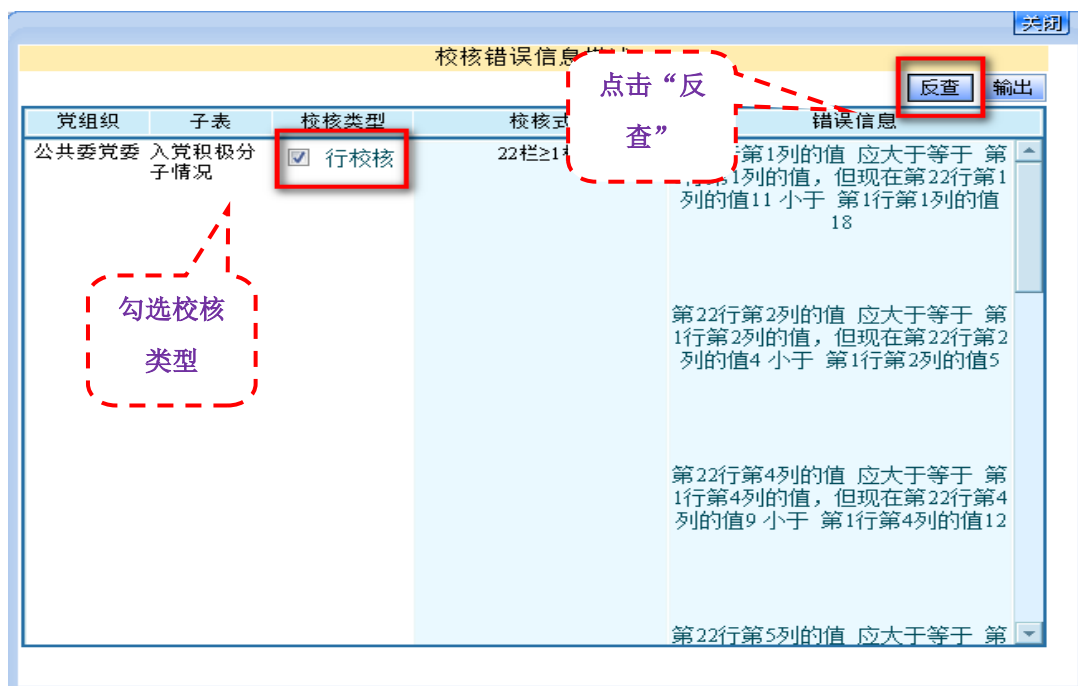 关闭
校核错误信息
点击“反
查”
反查 输出
党组织 子表 校核类型 校核式 错误信息
公共委党委 入党积极分
子情况
行校核
22栏≥1
第1列的值 应大于等于 第
第1列的值，但现在第22行第1
列的值11 小于 第1行第1列的值
18
勾选校核
类型
第22行第2列的值 应大于等于 第
1行第2列的值，但现在第22行第2
列的值4 小于 第1行第2列的值5
第22行第4列的值 应大于等于 第
1行第4列的值，但现在第22行第4
列的值9 小于 第1行第4列的值12
第22行第5列的值 应大于等于 第